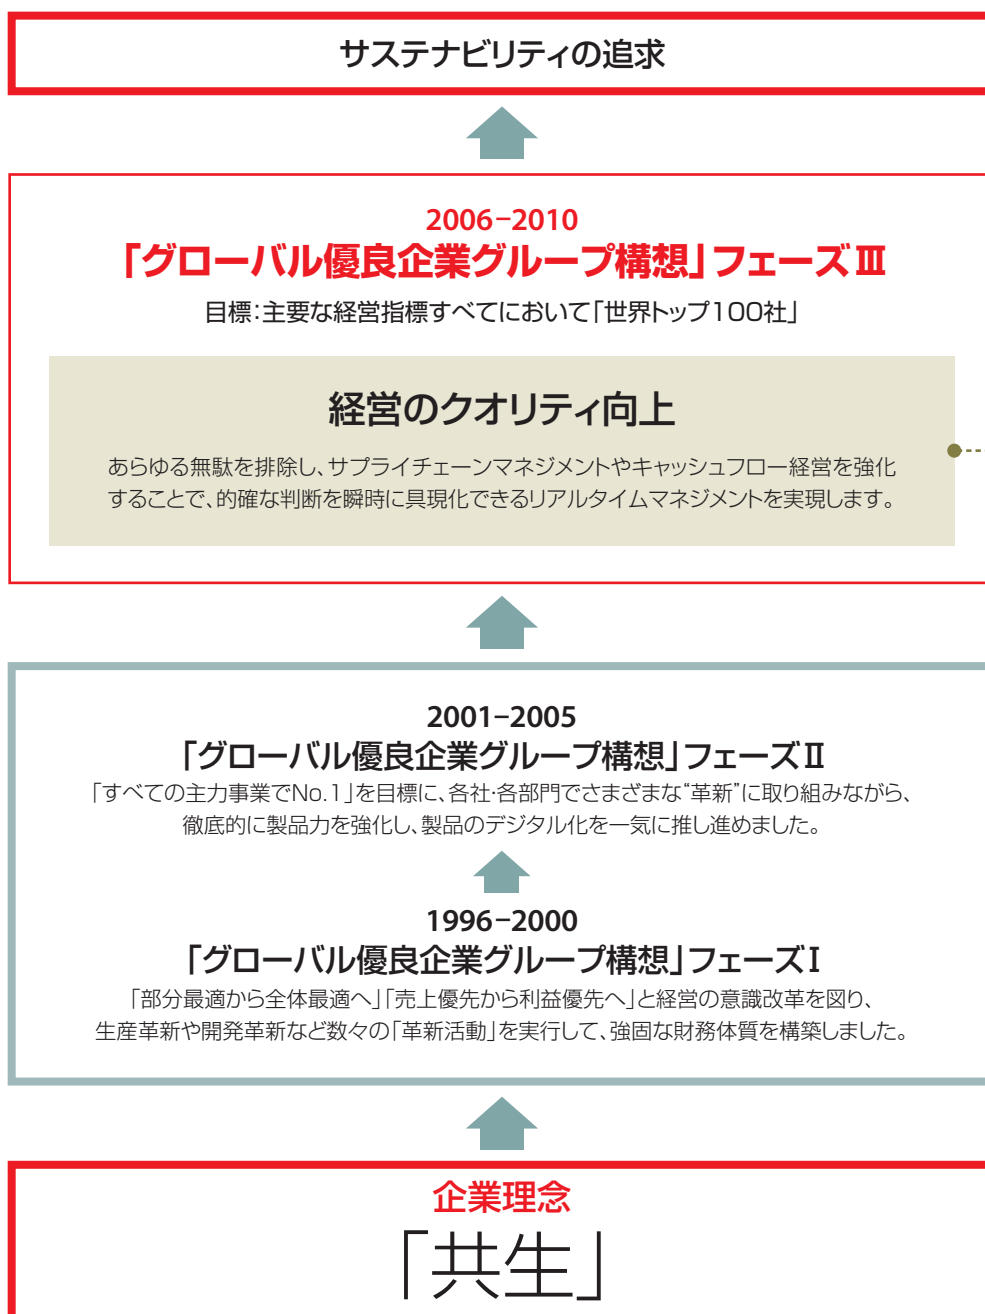 サステナビリティの追求
2006−2010
「グローバル優良企業グループ構想」フェーズⅢ
目標：主要な経営指標すべてにおいて「世界トップ100社」
経営のクオリティ向上
あらゆる無駄を排除し、サプライチェーンマネジメントやキャッシュフロー経営を強化
することで、的確な判断を瞬時に具現化できるリアルタイムマネジメントを実現します。
2001−2005
「グローバル優良企業グループ構想」フェーズⅡ
「すべての主力事業でNo.1」を目標に、各社・各部門でさまざまな“革新”に取り組みながら、
徹底的に製品力を強化し、製品のデジタル化を一気に推し進めました。
1996−2000
「グローバル優良企業グループ構想」フェーズⅠ
「部分最適から全体最適へ」「売上優先から利益優先へ」と経営の意識改革を図り、
生産革新や開発革新など数々の「革新活動」を実行して、強固な財務体質を構築しました。
企業理念
「共生」